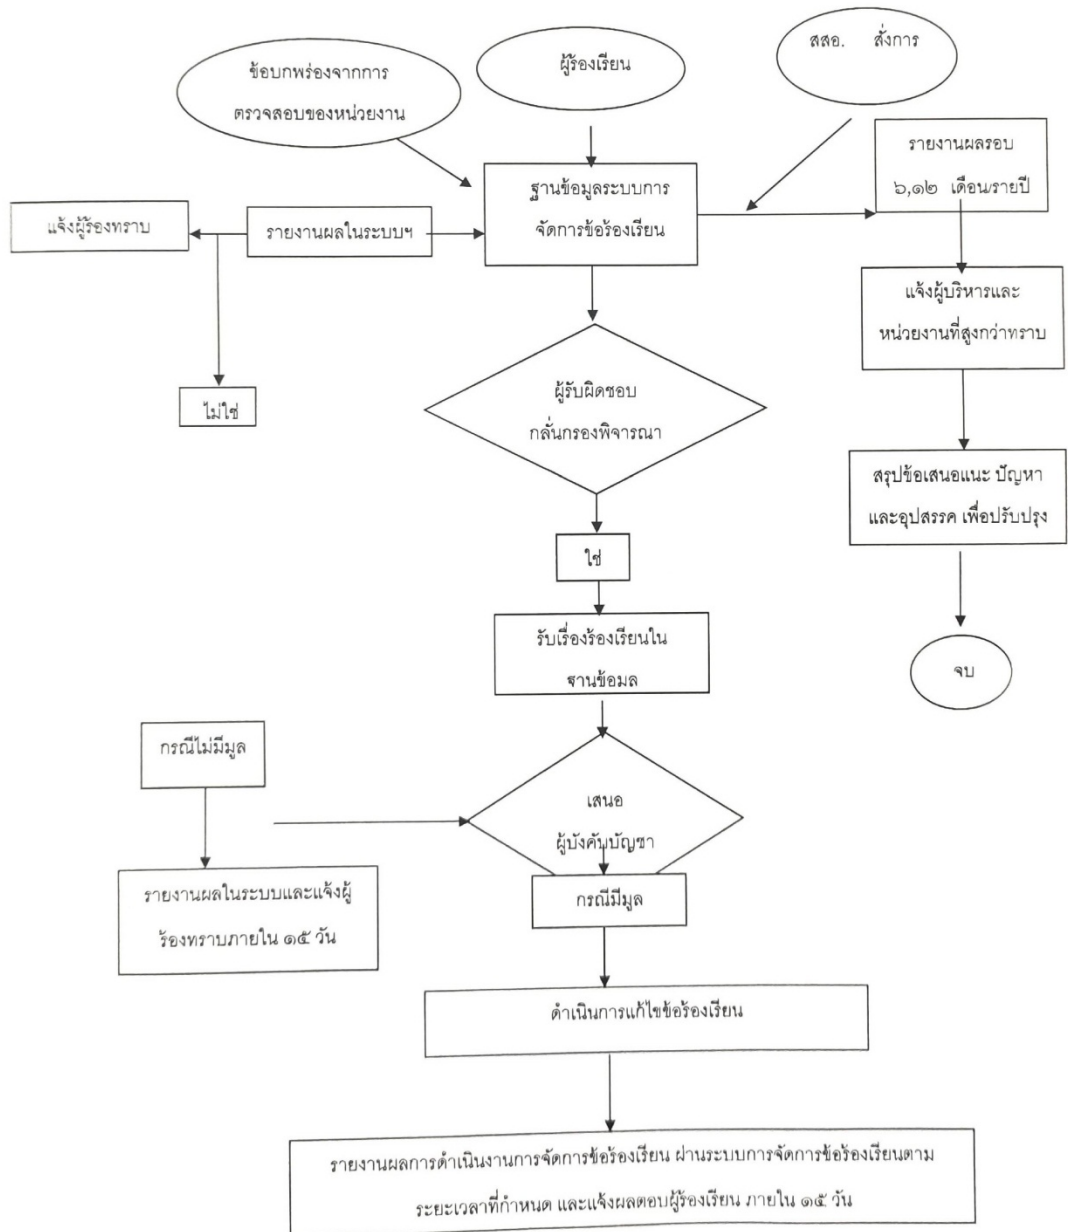 ข้อบกพร่องจากการ
ตรวจสอบของหน่วยงาน
ผู้ร้องเรียน
สสอ. สั่งการ
รายงานผลรอบ
๖,๑๒ เดือน/รายปี
ฐานข้อมูลระบบการ
จัดการข้อร้องเรียน
แจ้งผู้ร้องทราบ
รายงานผลในระบบฯ
แจ้งผู้บริหารและ
หน่วยงานที่สูงกว่าทราบ
ไม่ใช่
ผู้รับผิดชอบ
กลั่นกรองพิจารณา
สรุปข้อเสนอแนะ ปัญหา
และอุปสรรค เพื่อปรับปรุง
ใช่
รับเรื่องร้องเรียนใน
ฐานข้อมูล
จบ
กรณีไม่มีมูล
เสนอ
ผู้บังคับบัญชา
รายงานผลในระบบและแจ้งผู้
ร้องทราบภายใน ๑๕ วัน
กรณีมีมูล
ดำเนินการแก้ไขข้อร้องเรียน
รายงานผลการดำเนินงานการจัดการข้อร้องเรียน ผ่านระบบการจัดการข้อร้องเรียนตาม
ระยะเวลาที่กำหนด และแจ้งผลตอบผู้ร้องเรียน ภายใน ๑๕ วัน